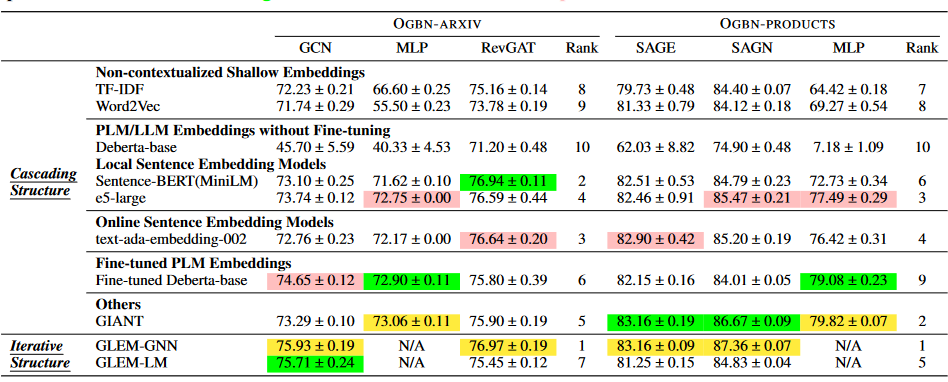 OGBN-ARXIV OGBN-PRODUCTS
GCN MLP RevGAT Rank SAGE SAGN MLP Rank
Non-contextualized Shallow Embeddings
TF-IDF 72.23 ± 0.21 66.60 ± 0.25 75.16 ± 0.14 8 79.73 ± 0.48 84.40 ± 0.07 64.42 ± 0.18 7
Word2Vec 71.74 ± 0.29 55.50 ± 0.23 73.78 ± 0.19 9 81.33 ± 0.79 84.12 ± 0.18 69.27 ± 0.54 8
PLM/LLM Embeddings without Fine-tuning
Deberta-base 45.70 ± 5.59 40.33 ± 4.53 71.20 ± 0.48 10 62.03 ± 8.82 74.90 ± 0.48 7.18 ± 1.09 10
Local Sentence Embedding Models
Cascading
Structure
Sentence-BERT(MiniLM) 73.10 ± 0.25 71.62 ± 0.10 76.94 ± 0.11 2 82.51 ± 0.53 84.79 ± 0.23 72.73 ± 0.34 6
e5-large 73.74 ± 0.12 72.75 ± 0.00 76.59 ± 0.44 4 82.46 ± 0.91 85.47 ± 0.21 77.49 ± 0.29 3
Online Sentence Embedding Models
text-ada-embedding-002 72.76 ± 0.23 72.17 ± 0.00 76.64 ± 0.20 3 82.90 ± 0.42 85.20 ± 0.19 76.42 ± 0.31 4
Fine-tuned PLM Embeddings
Fine-tuned Deberta-base 74.65 ± 0.12 72.90 ± 0.11 75.80 ± 0.39 6 82.15 ± 0.16 84.01 ± 0.05 79.08 ± 0.23 9
Others
GIANT 73.29 ± 0.10 73.06 ± 0.11 75.90 ± 0.19 5 83.16 ± 0.19 86.67 ± 0.09 79.82 ± 0.07 2
Iterative
Structure
GLEM-GNN 75.93 ± 0.19 N/A 76.97 ± 0.19 1 83.16 ± 0.09 87.36 ± 0.07 N/A 1
GLEM-LM 75.71 ± 0.24 N/A 75.45 ± 0.12 7 81.25 ± 0.15 84.83 ± 0.04 N/A 5